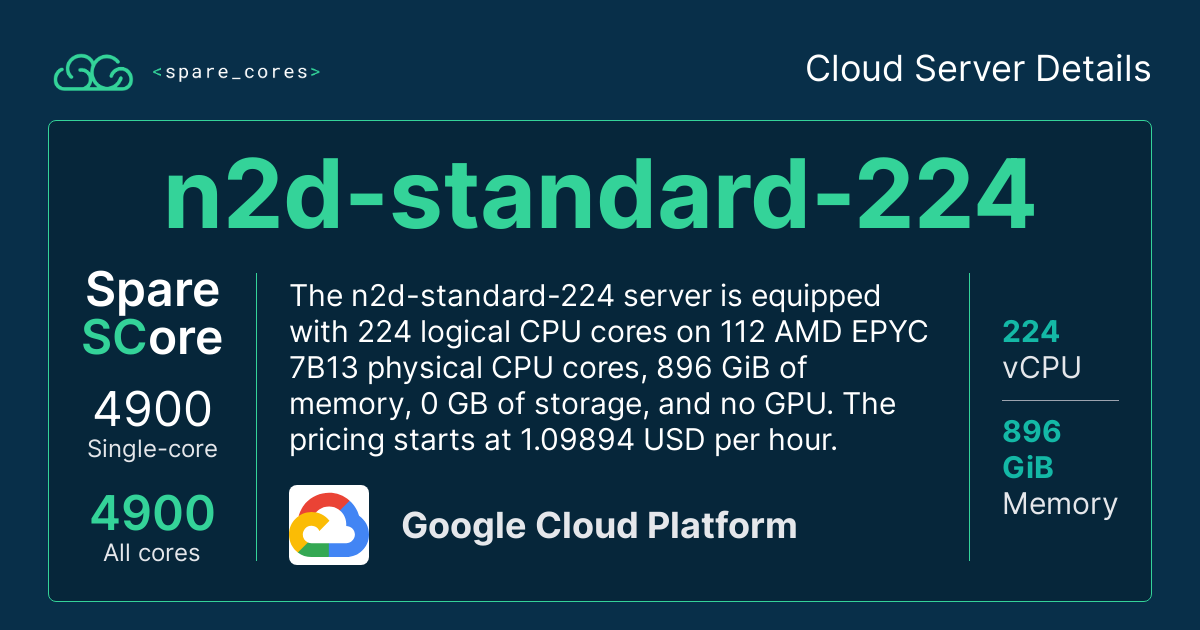 <spare_cores>
Cloud Server Details
n2d-standard-224
Spare
SCore
4900
Single-core
4900
All cores
The n2d-standard-224 server is equipped
with 224 logical CPU cores on 112 AMD EPYC
7B13 physical CPU cores, 896 GiB of
memory, 0 GB of storage, and no GPU. The
pricing starts at 1.09894 USD per hour.
Google Cloud Platform
224
vCPU
896
GiB
Memory